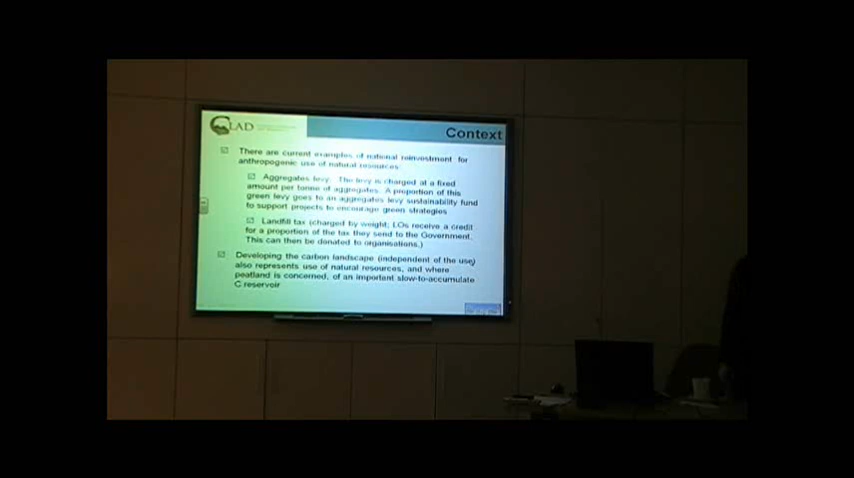 CLAD
Context
There are current examples of national reinvestment for
anthropogenic use of natural resources:
Aggregates levy. The levy is charged at a fixed
amount per tonne of aggregates. A proportion of this
green levy goes to an aggregates levy sustainability fund
to support projects to encourage green strategies
Landfill tax (charged by weight; LOs receive a credit
for a proportion of the tax they send to the Government.
This can then be donated to organisations.)
Developing the carbon landscape (independent of the use)
also represents use of natural resources, and where
peatland is concerned, of an important slow-to-accumulate
C reservoir